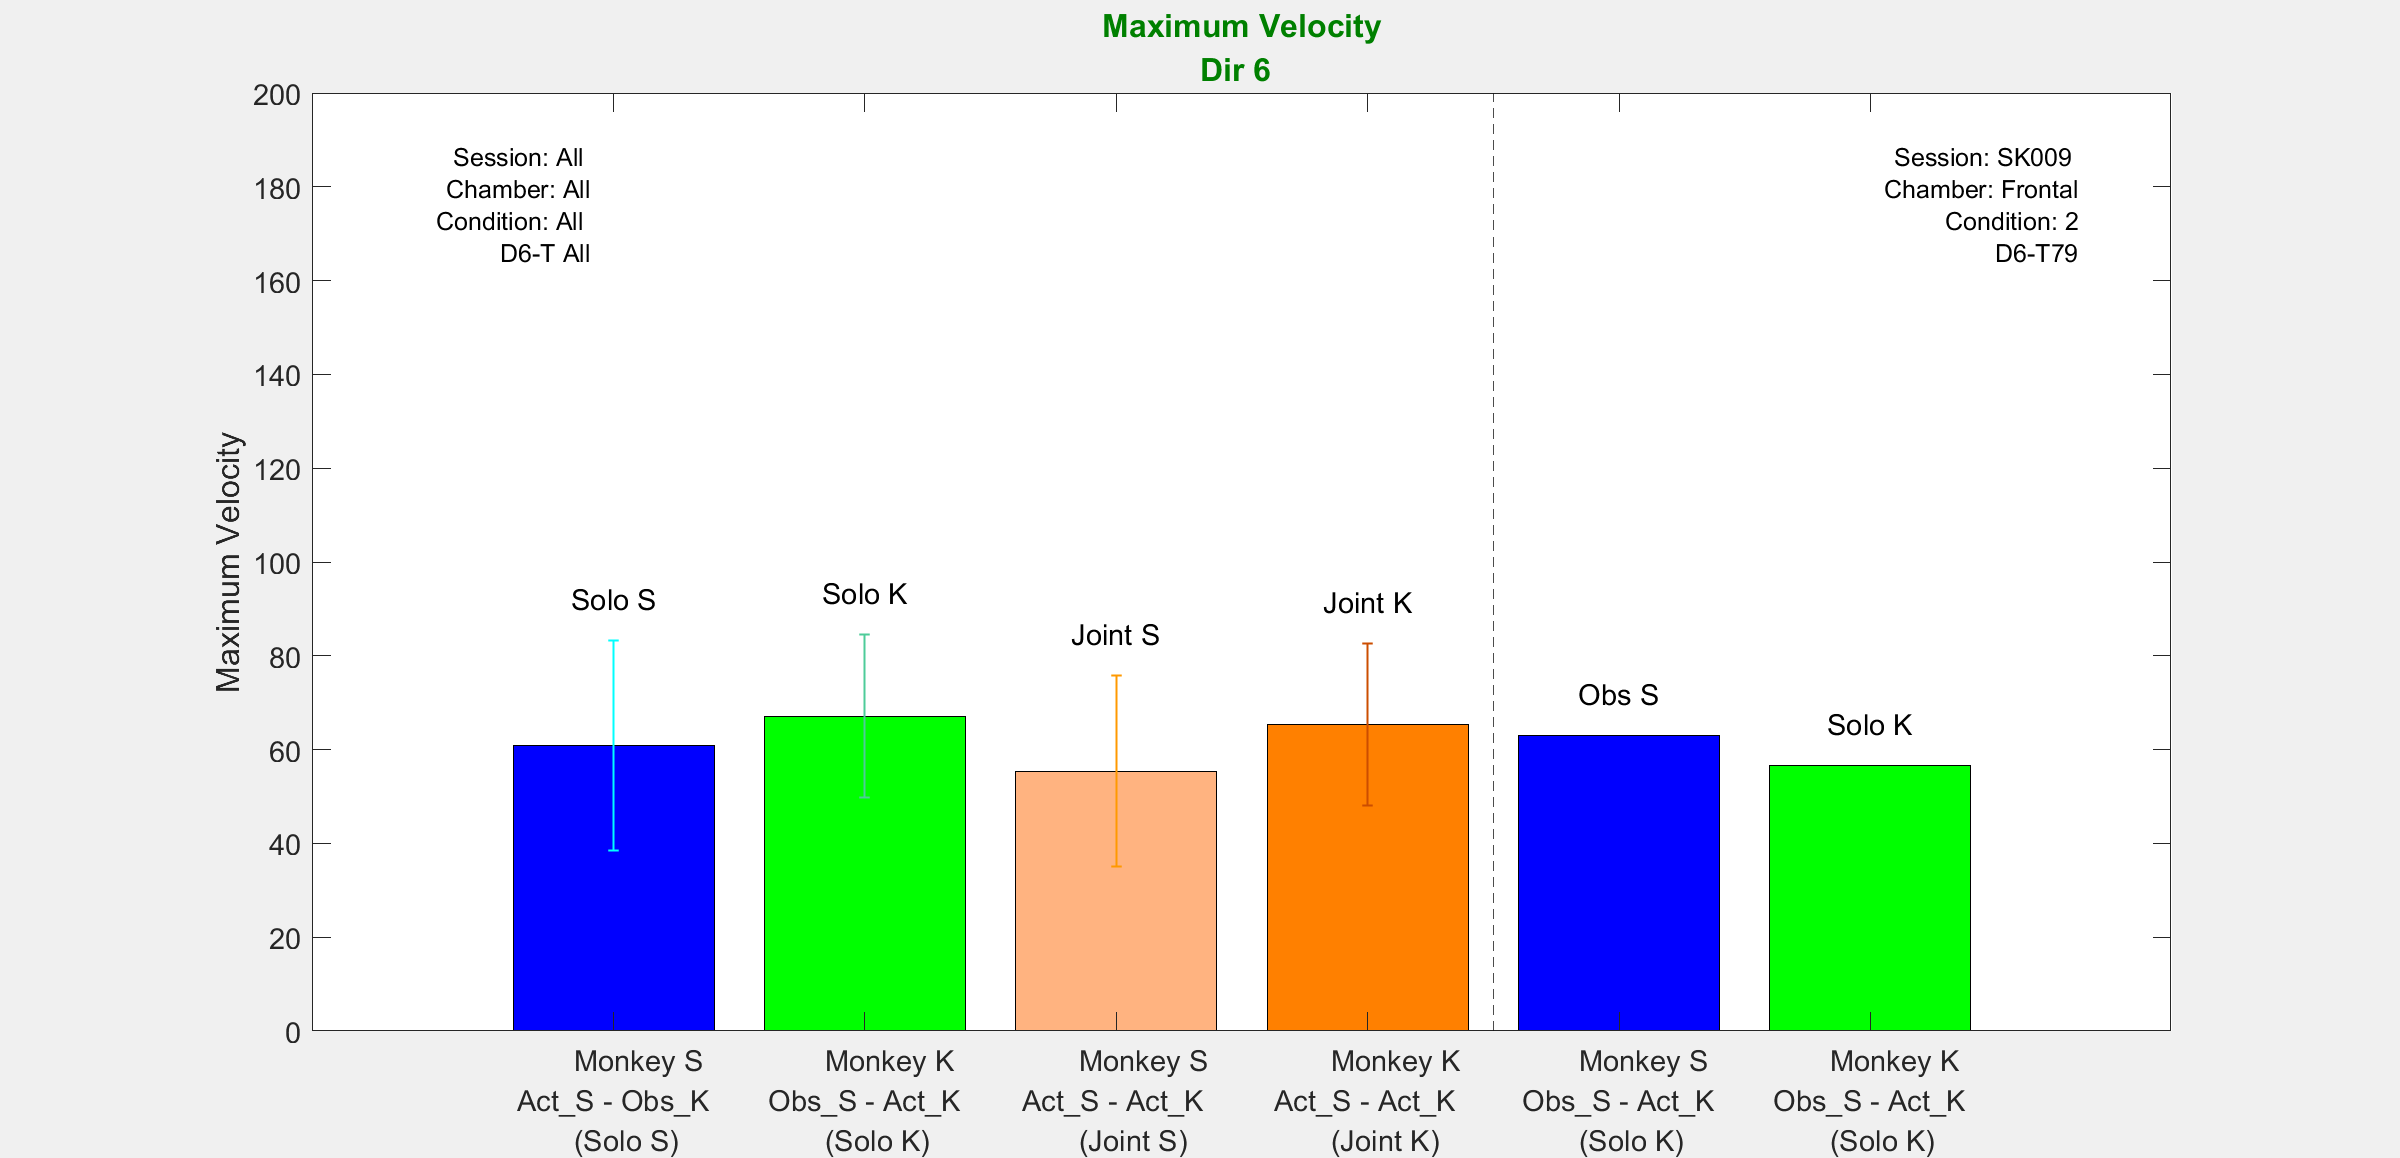 Maximum Velocity
Dir 6
Session: All
Chamber: All
Condition: All
D6-T All
Session: SK009
Chamber: Frontal
Condition: 2
D6-T79
Maximum Velocity
200
180
160
140
120
100
80
60
40
20
0
Solo S
Solo K
Joint S
Joint K
Obs S
Solo K
Monkey S
Act_S - Obs_K
(Solo S)
Monkey K
Obs_S - Act_K
(Solo K)
Monkey S
Act_S - Act_K
(Joint S)
Monkey K
Act_S - Act_K
(Joint K)
Monkey S
Obs_S - Act_K
(Solo K)
Monkey K
Obs_S - Act_K
(Solo K)